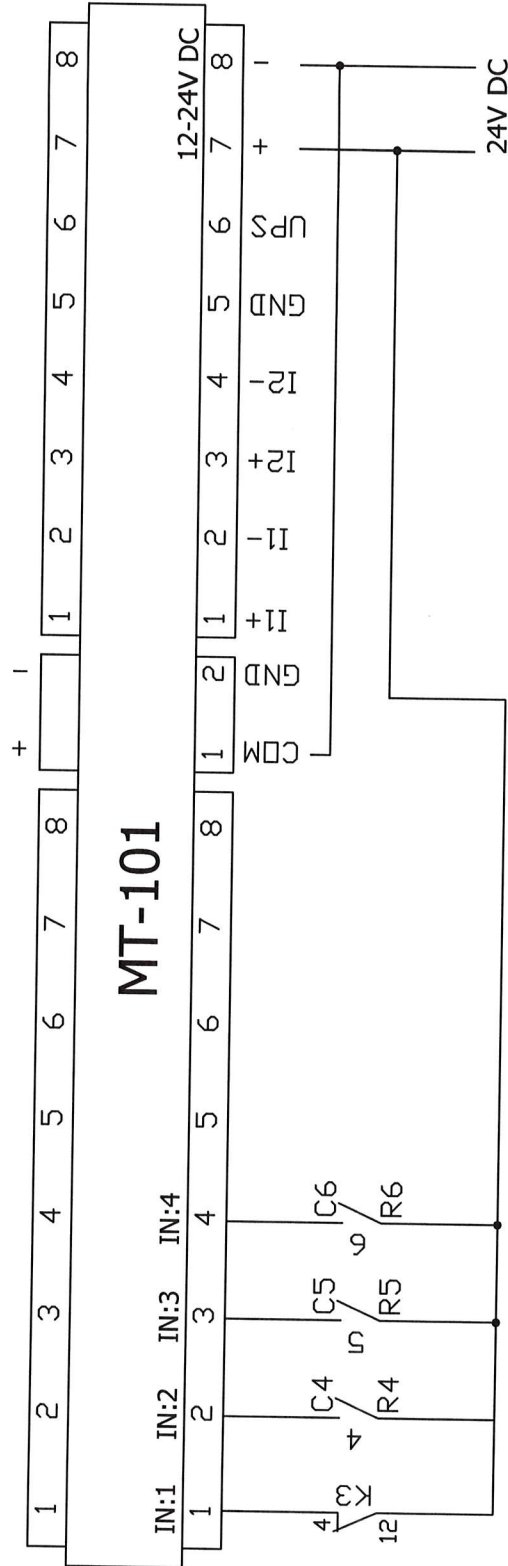 1 2 3 4 5 6 7 8 + - 1 2 3 4 5 6 7 8
MT-101
IN:1 IN:2 IN:3 IN:4 12-24V DC
1 2 3 4 5 6 7 8 1 2 1 2 3 4 5 6 7 8
COM GND I1+ I1- I2+ I2- GND UPS + -
4 C4 C5 C6
K3 4 5 6
12 R4 R5 R6
24V DC